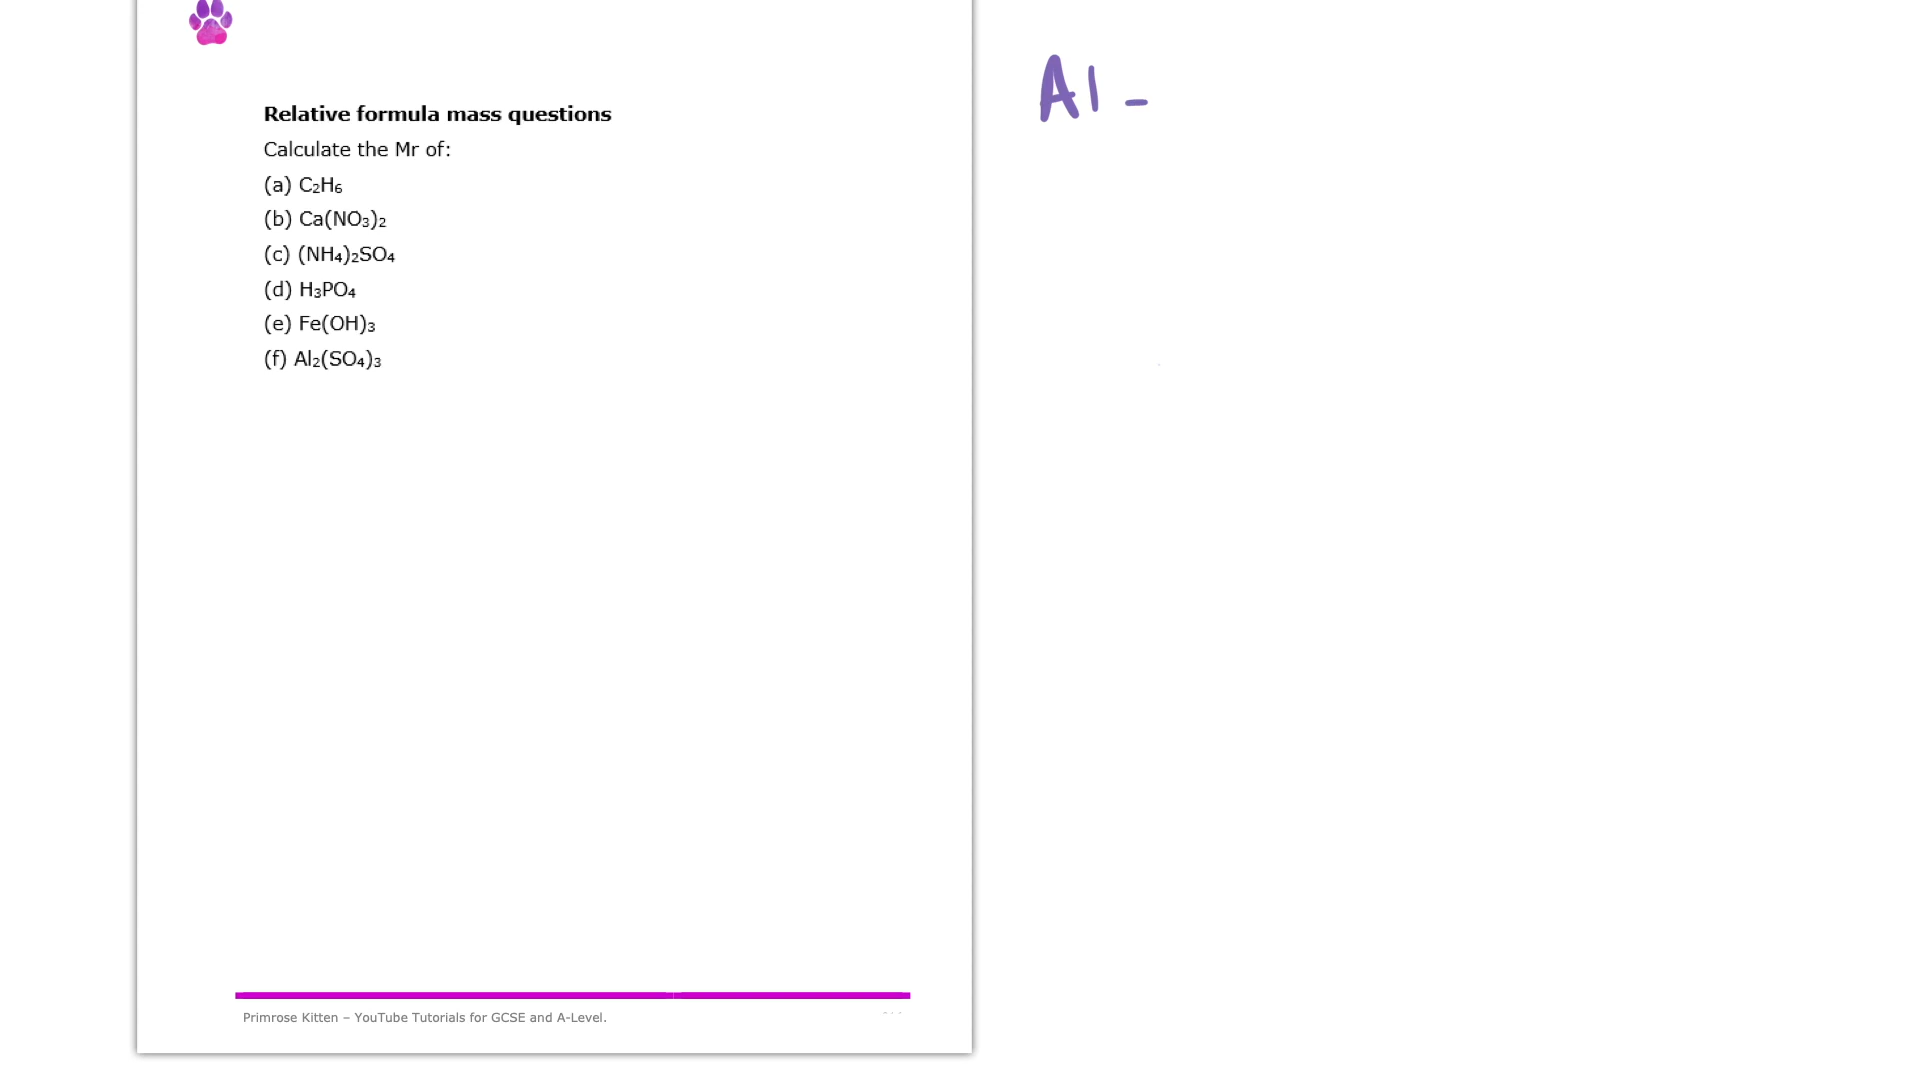 Relative formula mass questions
Calculate the Mr of:
(a) C₂H₆
(b) Ca(NO₃)₂
(c) (NH₄)₂SO₄
(d) H₃PO₄
(e) Fe(OH)₃
(f) Al₂(SO₄)₃
Primrose Kitten – YouTube Tutorials for GCSE and A-Level.
Al -